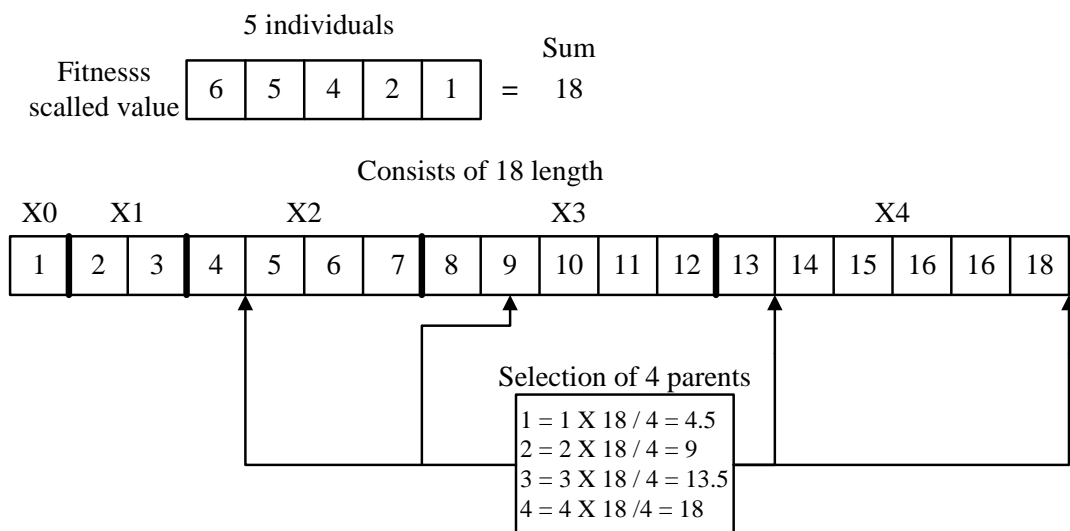 5 individuals
Sum
Fitnesss
scalled value
6 5 4 2 1 = 18
Consists of 18 length
X0 X1 X2 X3 X4
1 2 3 4 5 6 7 8 9 10 11 12 13 14 15 16 16 18
Selection of 4 parents
1 = 1 X 18 / 4 = 4.5
2 = 2 X 18 / 4 = 9
3 = 3 X 18 / 4 = 13.5
4 = 4 X 18 /4 = 18